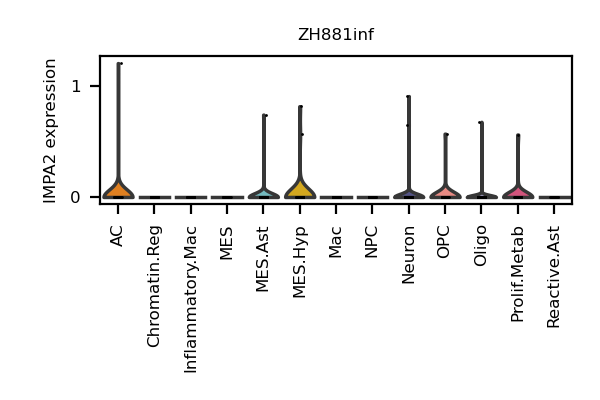 ZH881inf
IMPA2 expression
1
0
AC
Chromatin.Reg
Inflammatory.Mac
MES
MES.Ast
MES.Hyp
Mac
NPC
Neuron
OPC
Oligo
Prolif.Metab
Reactive.Ast